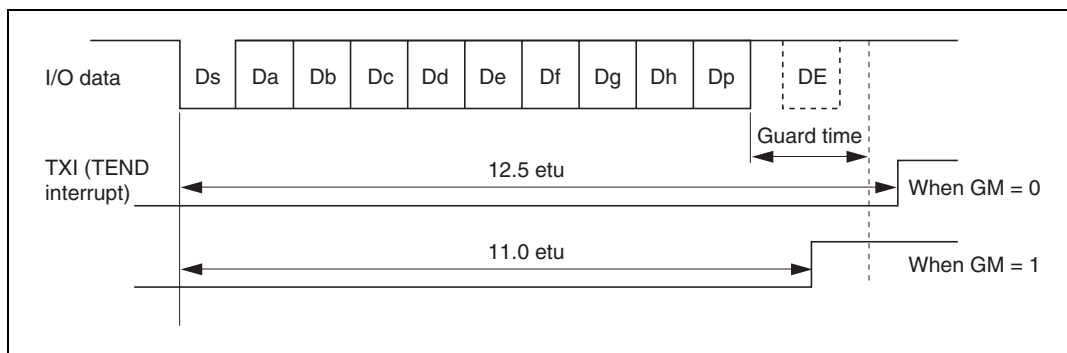 I/O data
Ds Da Db Dc Dd De Df Dg Dh Dp DE
Guard time
TXI (TEND
interrupt)
12.5 etu
When GM = 0
11.0 etu
When GM = 1